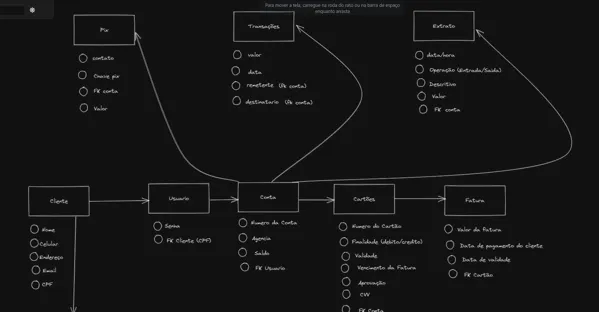 Para mover a tela, carregue na roda do rato ou na barra de espaço
enquanto arrasta
Pix
contato
Chave pix
FK conta
Valor
Transações
valor
data
remetente (fk conta)
destinatario (fk conta)
Extrato
data/hora
Operação (Entrada/Saida)
Descritivo
Valor
FK conta
Cliente
Nome
Celular
Endereso
Email
CPF
Usuario
Senha
FK Cliente (CPF)
Conta
Numero da Conta
Agencia
Saldo
FK Usuario
Cartões
Numero do Cartão
Finalidade (debito/credito)
Validade
Vencimento da Fatura
Aprovação
CVV
FK Conta
Fatura
Valor da fatura
Data de pagamento do cliente
Data de validade
FK Cartão